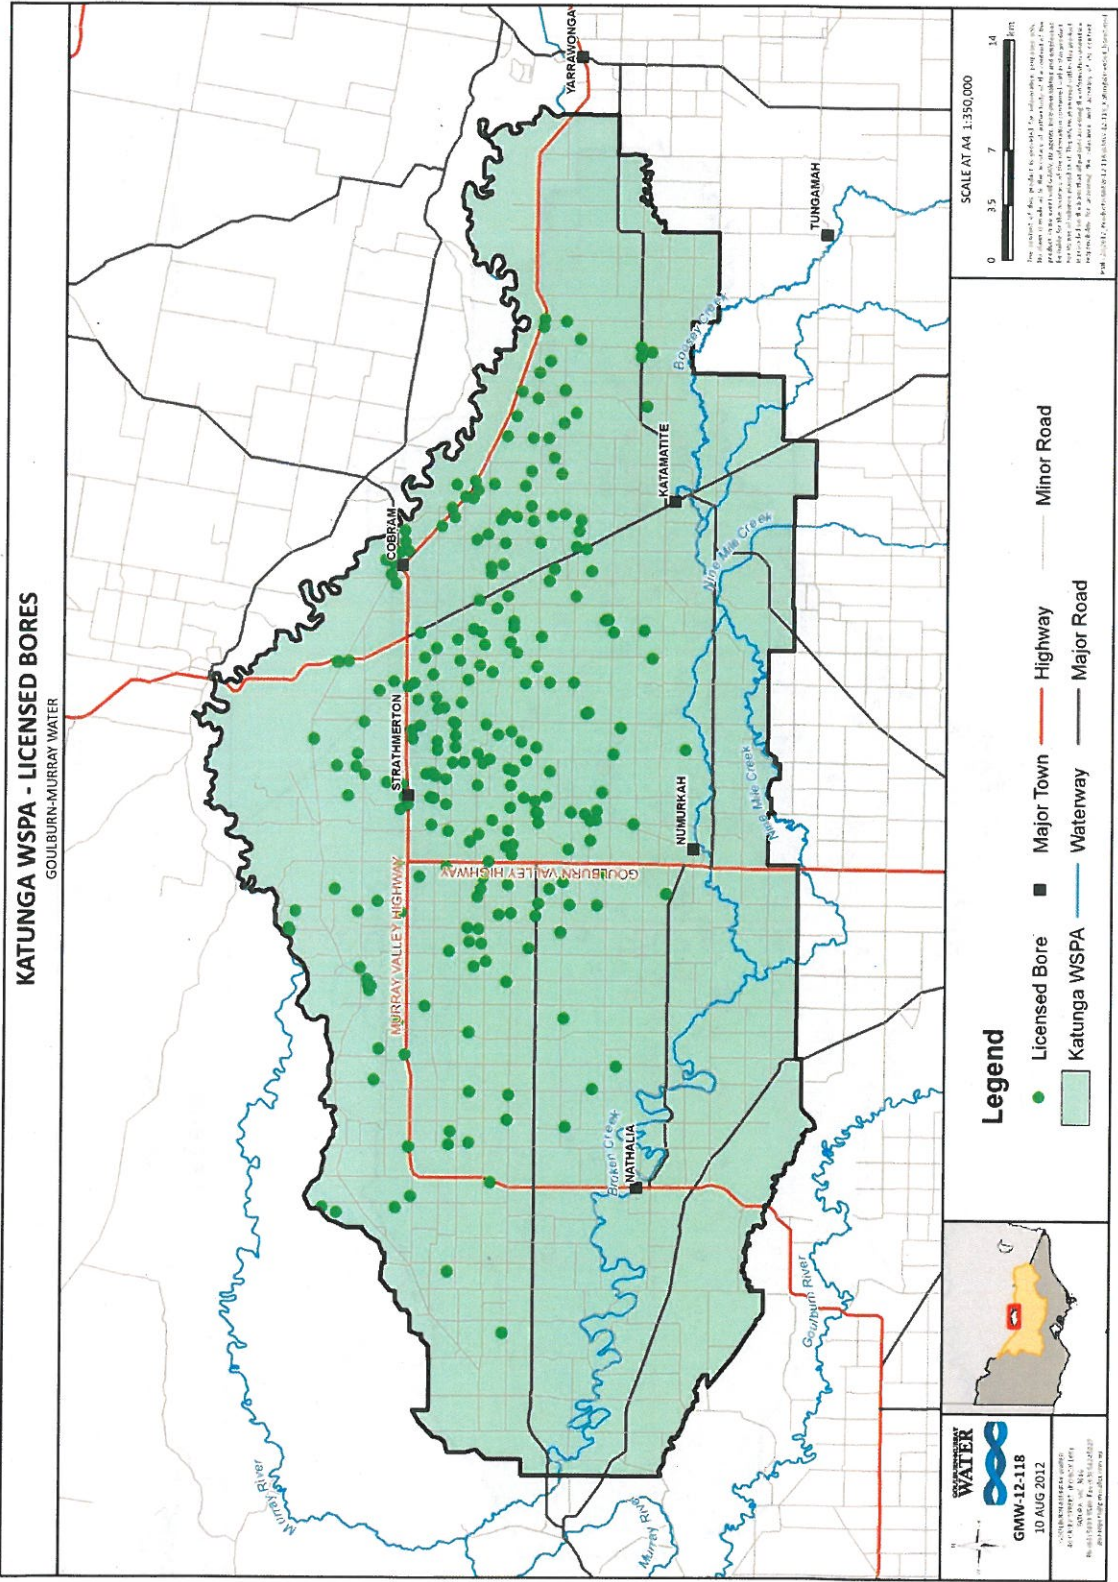 KATUNGA WSPA - LICENSED BORES
GOULBURN-MURRAY WATER
YARRAWONGA
COBRAM
STRATHMERTON
MURRAY VALLEY HIGHWAY
GOULBURN VALLEY HIGHWAY
TUNGAMAH
Boosey Creek
KATAMATITE
Nine Mile Creek
NUMURKAH
Nine Mile Creek
Broken Creek
NATHALIA
Murray River
Murray River
Goulburn River
GOULBURN-MURRAY
WATER
GMW-12-118
10 AUG 2012
Legend
Licensed Bore
Major Town
Highway
Minor Road
Katunga WSPA
Waterway
Major Road
SCALE AT A4 1:350,000
0 3.5 7 14
km